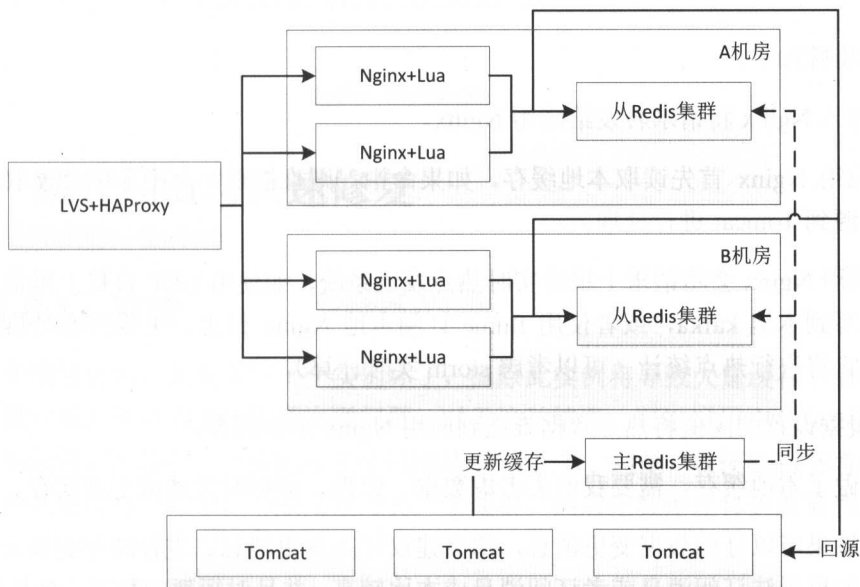 A机房
Nginx+Lua
从Redis集群
Nginx+Lua
LVS+HAProxy
B机房
Nginx+Lua
从Redis集群
Nginx+Lua
更新缓存
主Redis集群
同步
Tomcat
Tomcat
Tomcat
回源